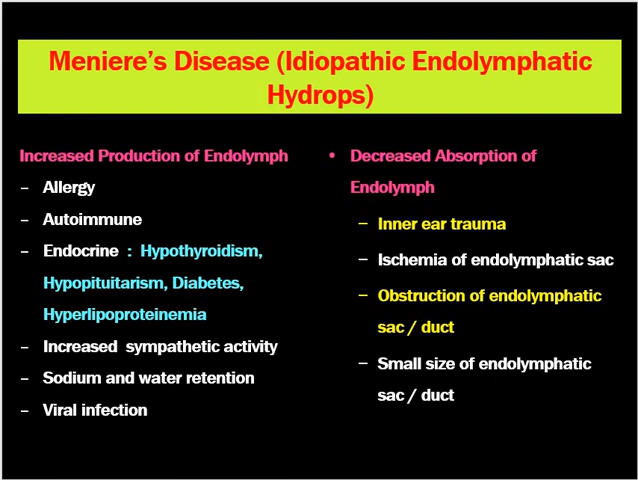 Meniere's Disease (Idiopathic Endolymphatic
Hydrops)
Increased Production of Endolymph
– Allergy
– Autoimmune
– Endocrine : Hypothyroidism,
Hypopituitarism, Diabetes,
Hyperlipoproteinemia
– Increased sympathetic activity
– Sodium and water retention
– Viral infection
• Decreased Absorption of
Endolymph
– Inner ear trauma
– Ischemia of endolymphatic sac
– Obstruction of endolymphatic
sac / duct
– Small size of endolymphatic
sac / duct